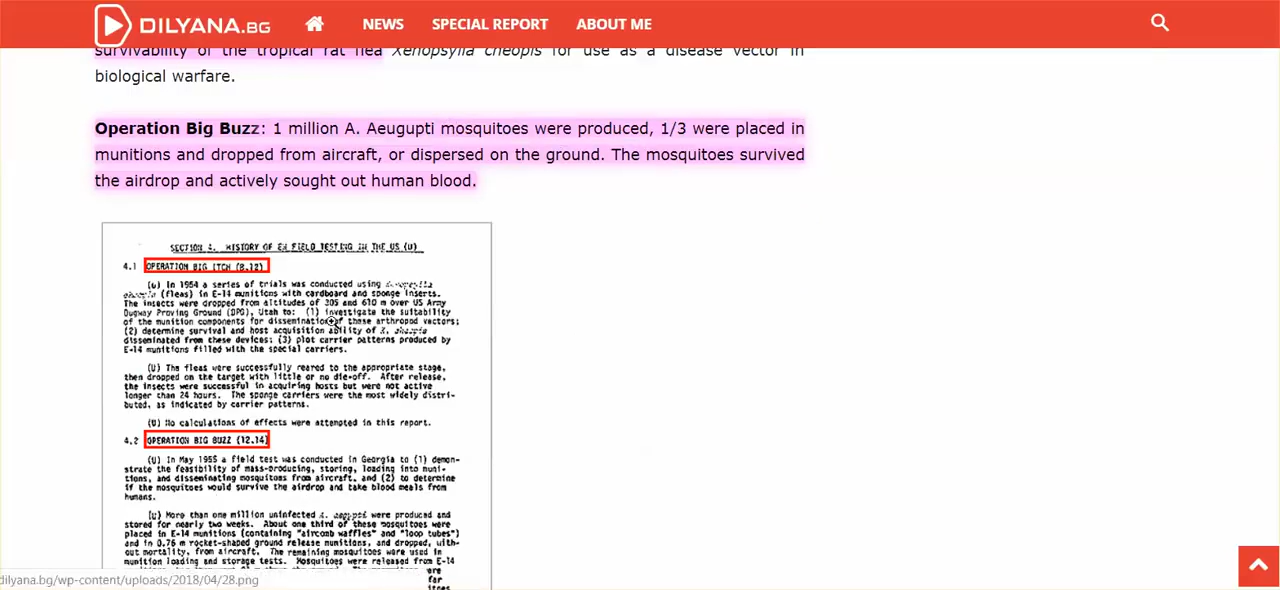 DILYANA.BG NEWS SPECIAL REPORT ABOUT ME
survivability of the tropical rat flea Xenopsylla cheopis for use as a disease vector in
biological warfare.
Operation Big Buzz: 1 million A. Aeugupti mosquitoes were produced, 1/3 were placed in
munitions and dropped from aircraft, or dispersed on the ground. The mosquitoes survived
the airdrop and actively sought out human blood.
SECTION 4. HISTORY OF EN FIELD TESTING IN THE US (U)
4.1 OPERATION BIG ITCH (8.12)
(U) In 1954 a series of trials was conducted using
(fleas) in E-14 munitions with cardboard and sponge inserts.
The insects were dropped from altitudes of 305 and 610 m over US Army
Dugway Proving Ground (DPG), Utah to: (1) investigate the suitability
of the munition components for dissemination of these arthropod vectors;
(2) determine survival and host acquisition ability of X. cheopis
disseminated from these devices; (3) plot carrier patterns produced by
E-14 munitions filled with the special carriers.
(U) The fleas were successfully reared to the appropriate stage,
then dropped on the target with little or no die-off. After release,
the insects were successful in acquiring hosts but were not active
longer than 24 hours. The sponge carriers were the most widely distri-
buted, as indicated by carrier patterns.
(U) No calculations of effects were attempted in this report.
4.2 OPERATION BIG BUZZ (12.14)
(U) In May 1955 a field test was conducted in Georgia to (1) demon-
strate the feasibility of mass-producing, storing, loading into muni-
tions, and disseminating mosquitoes from aircraft, and (2) to determine
if the mosquitoes would survive the airdrop and take blood meals from
humans.
(U) More than one million uninfected A. aegypti were produced and
stored for nearly two weeks. About one third of these mosquitoes were
placed in E-14 munitions (containing "aircomb waffles" and "loop tubes")
and in 0.76 m rocket-shaped ground release munitions, and dropped, with-
out mortality, from aircraft. The remaining mosquitoes were used in
munition loading and storage tests. Mosquitoes were released from E-14
were
far
dilyana.bg/wp-content/uploads/2018/04/28.png